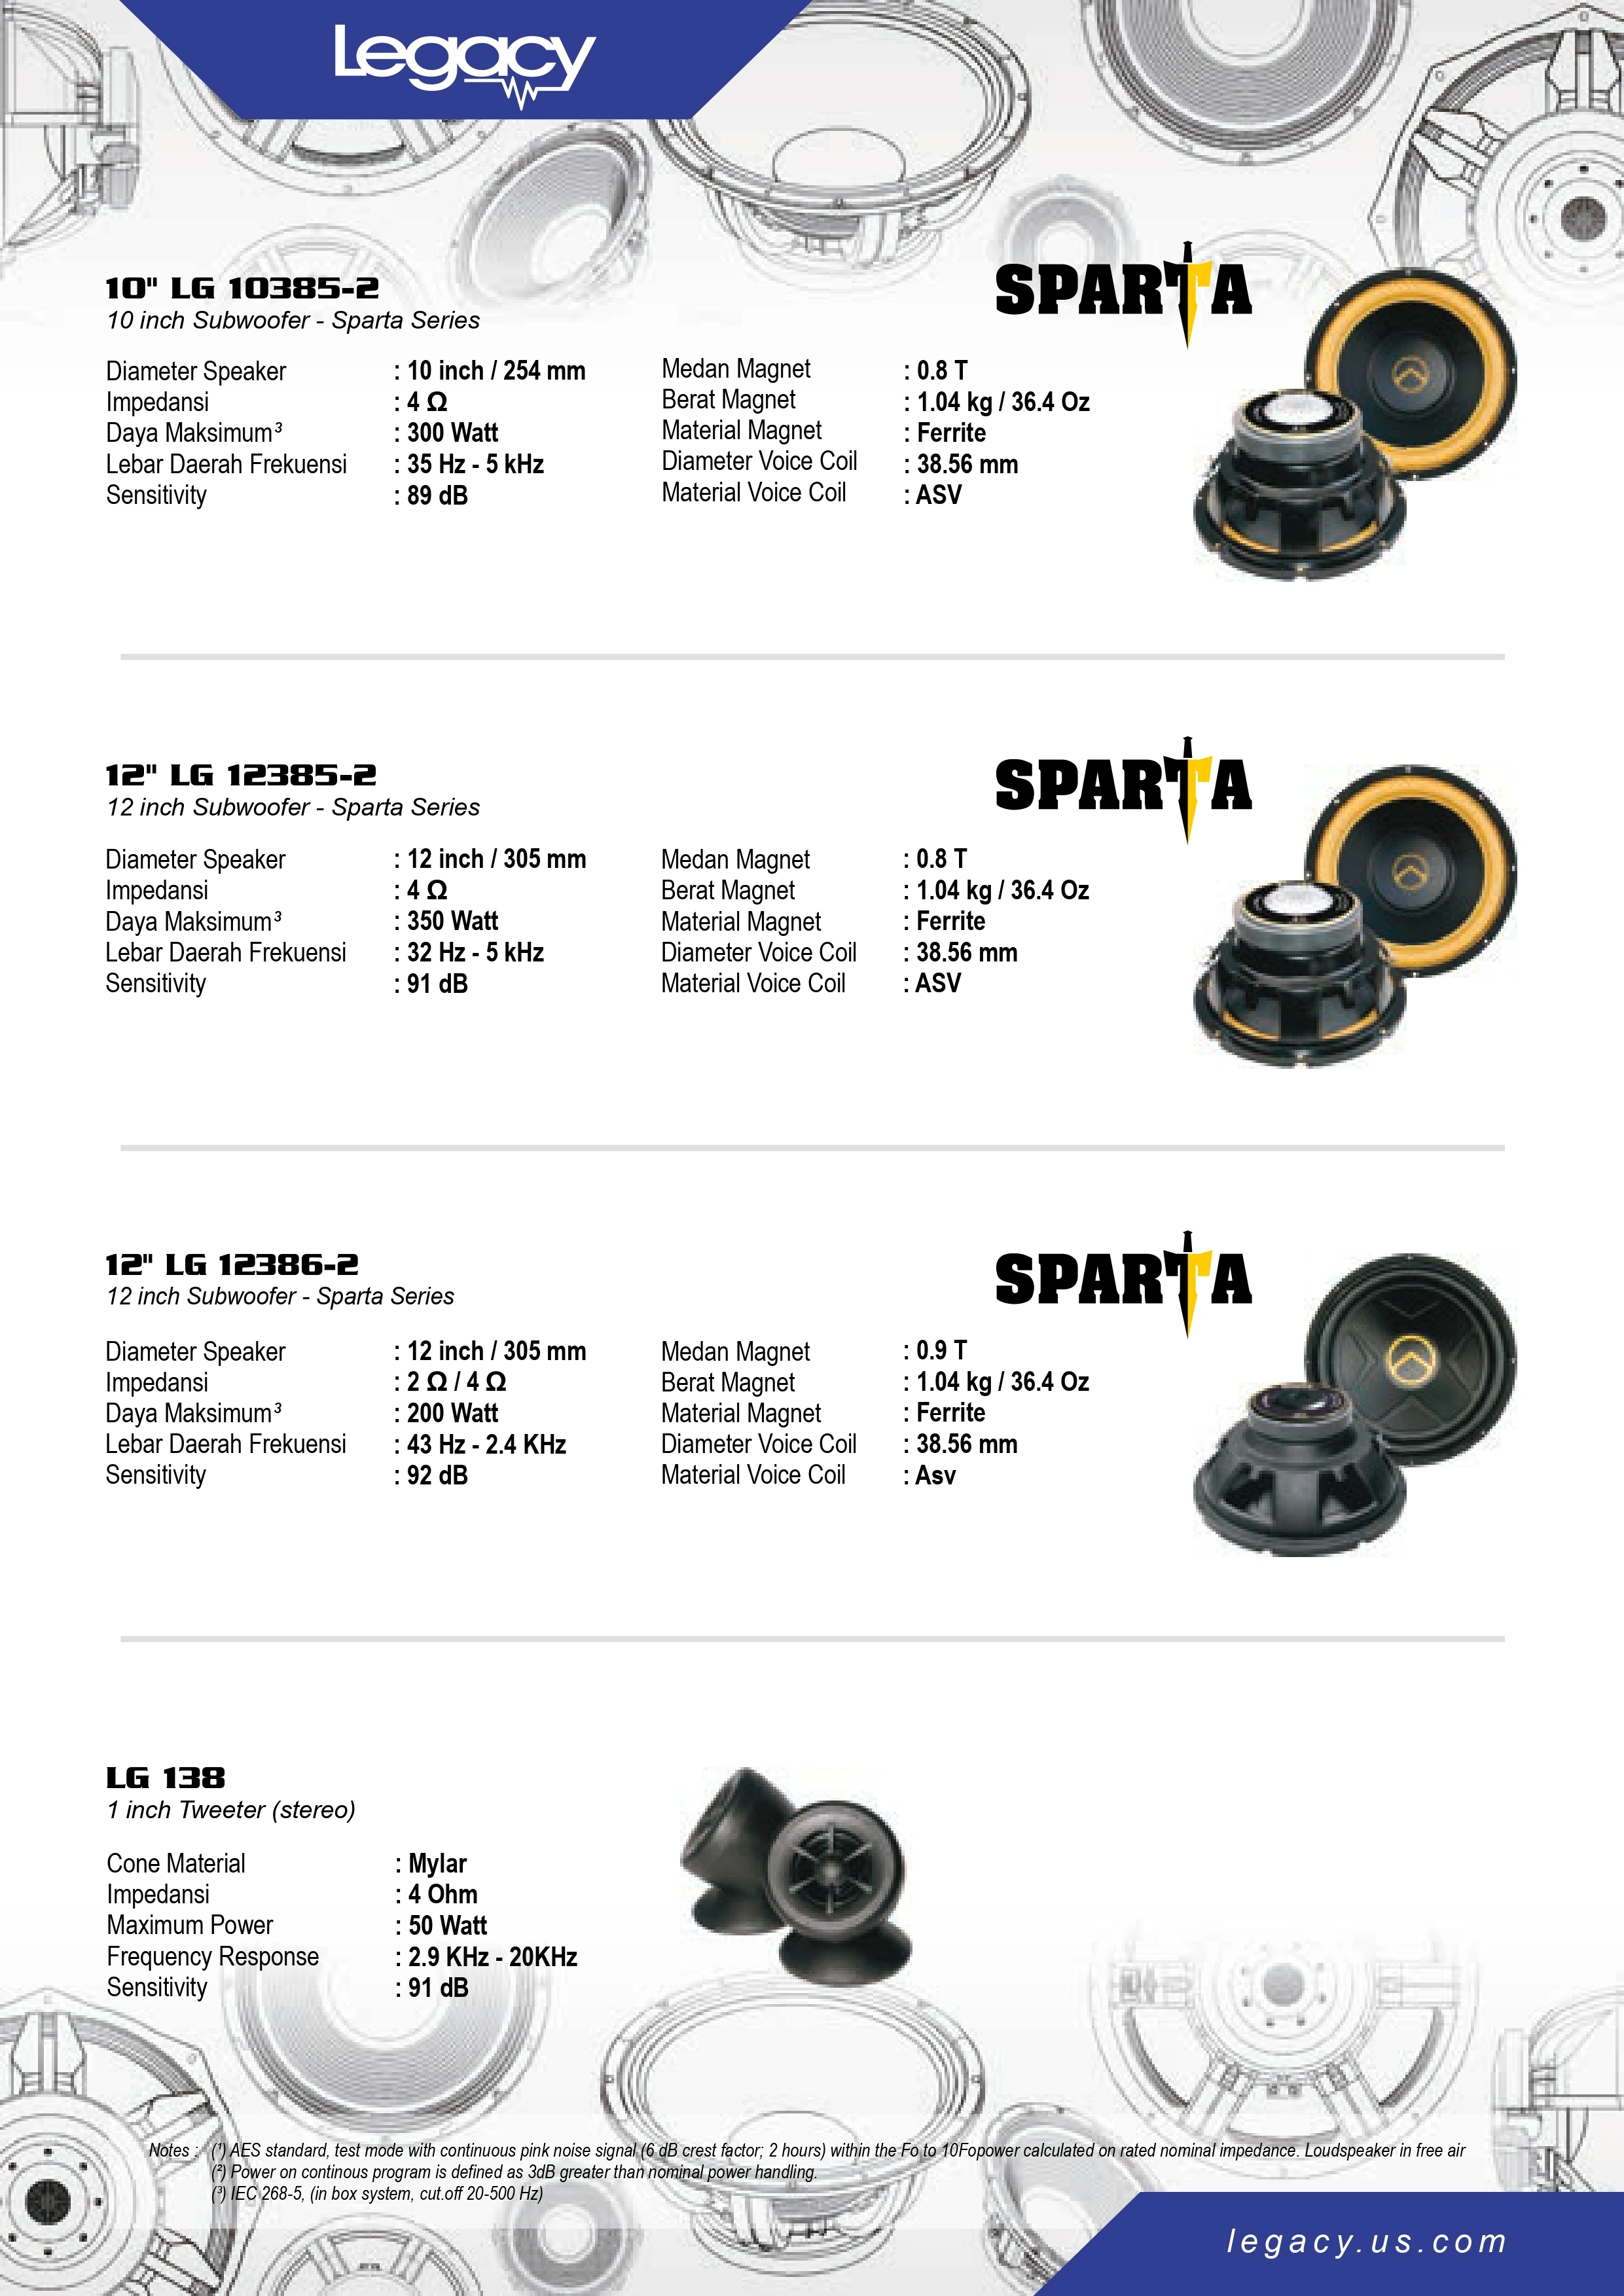 Legacy
10" LG 10385-2
10 inch Subwoofer - Sparta Series
SPARTA
Diameter Speaker : 10 inch / 254 mm
Impedansi : 4 Ω
Daya Maksimum³ : 300 Watt
Lebar Daerah Frekuensi : 35 Hz - 5 kHz
Sensitivity : 89 dB
Medan Magnet : 0.8 T
Berat Magnet : 1.04 kg / 36.4 Oz
Material Magnet : Ferrite
Diameter Voice Coil : 38.56 mm
Material Voice Coil : ASV
12" LG 12385-2
12 inch Subwoofer - Sparta Series
SPARTA
Diameter Speaker : 12 inch / 305 mm
Impedansi : 4 Ω
Daya Maksimum³ : 350 Watt
Lebar Daerah Frekuensi : 32 Hz - 5 kHz
Sensitivity : 91 dB
Medan Magnet : 0.8 T
Berat Magnet : 1.04 kg / 36.4 Oz
Material Magnet : Ferrite
Diameter Voice Coil : 38.56 mm
Material Voice Coil : ASV
12" LG 12386-2
12 inch Subwoofer - Sparta Series
SPARTA
Diameter Speaker : 12 inch / 305 mm
Impedansi : 2 Ω / 4 Ω
Daya Maksimum³ : 200 Watt
Lebar Daerah Frekuensi : 43 Hz - 2.4 KHz
Sensitivity : 92 dB
Medan Magnet : 0.9 T
Berat Magnet : 1.04 kg / 36.4 Oz
Material Magnet : Ferrite
Diameter Voice Coil : 38.56 mm
Material Voice Coil : Asv
LG 138
1 inch Tweeter (stereo)
Cone Material : Mylar
Impedansi : 4 Ohm
Maximum Power : 50 Watt
Frequency Response : 2.9 KHz - 20KHz
Sensitivity : 91 dB
Notes : (¹) AES standard, test mode with continuous pink noise signal (6 dB crest factor; 2 hours) within the Fo to 10Fopower calculated on rated nominal impedance. Loudspeaker in free air
(²) Power on continous program is defined as 3dB greater than nominal power handling.
(³) IEC 268-5, (in box system, cut.off 20-500 Hz)
legacy.us.com